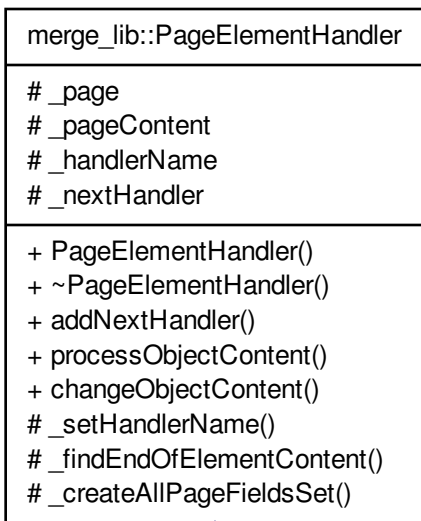 merge_lib::PageElementHandler
# _page
# _pageContent
# _handlerName
# _nextHandler
+ PageElementHandler()
+ ~PageElementHandler()
+ addNextHandler()
+ processObjectContent()
+ changeObjectContent()
# _setHandlerName()
# _findEndOfElementContent()
# _createAllPageFieldsSet()